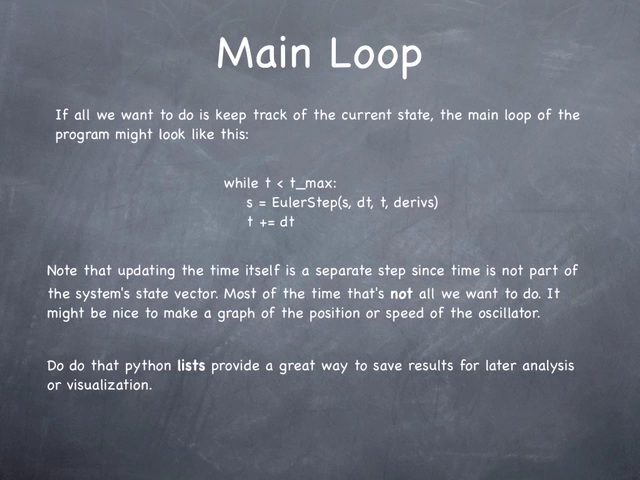 Main Loop
If all we want to do is keep track of the current state, the main loop of the
program might look like this:
while t < t_max:
s = EulerStep(s, dt, t, derivs)
t += dt
Note that updating the time itself is a separate step since time is not part of
the system's state vector. Most of the time that's not all we want to do. It
might be nice to make a graph of the position or speed of the oscillator.
Do do that python lists provide a great way to save results for later analysis
or visualization.